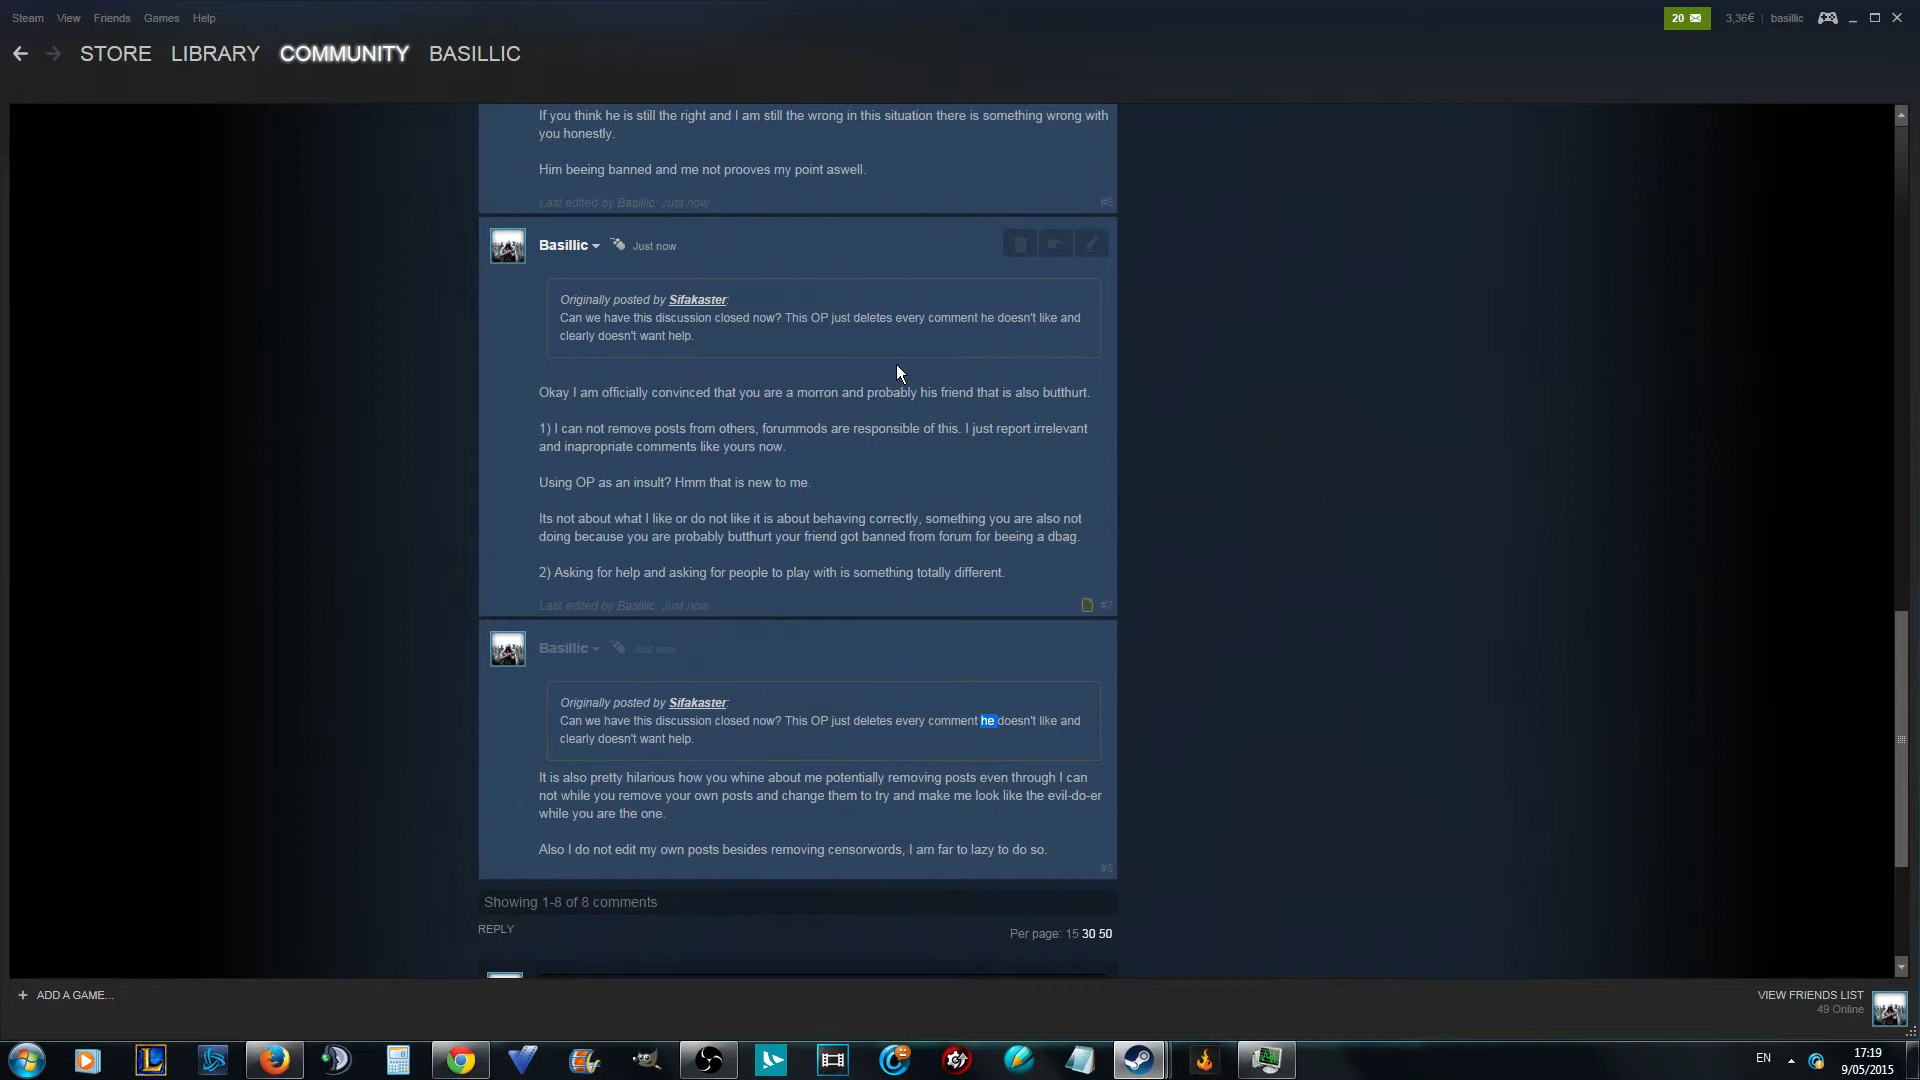 Steam View Friends Games Help
20 3,36€ | basillic
STORE LIBRARY COMMUNITY BASILLIC
If you think he is still the right and I am still the wrong in this situation there is something wrong with
you honestly.
Him beeing banned and me not prooves my point aswell.
Last edited by Basillic; Just now
#6
Basillic Just now
Originally posted by Sifakaster:
Can we have this discussion closed now? This OP just deletes every comment he doesn't like and
clearly doesn't want help.
Okay I am officially convinced that you are a morron and probably his friend that is also butthurt.
1) I can not remove posts from others, forummods are responsible of this. I just report irrelevant
and inapropriate comments like yours now.
Using OP as an insult? Hmm that is new to me.
Its not about what I like or do not like it is about behaving correctly, something you are also not
doing because you are probably butthurt your friend got banned from forum for beeing a dbag.
2) Asking for help and asking for people to play with is something totally different.
Last edited by Basillic; Just now
#7
Basillic Just now
Originally posted by Sifakaster:
Can we have this discussion closed now? This OP just deletes every comment he doesn't like and
clearly doesn't want help.
It is also pretty hilarious how you whine about me potentially removing posts even through I can
not while you remove your own posts and change them to try and make me look like the evil-do-er
while you are the one.
Also I do not edit my own posts besides removing censorwords, I am far to lazy to do so.
#8
Showing 1-8 of 8 comments
REPLY
Per page: 15 30 50
+ ADD A GAME...
VIEW FRIENDS LIST
49 Online
EN
17:19
9/05/2015